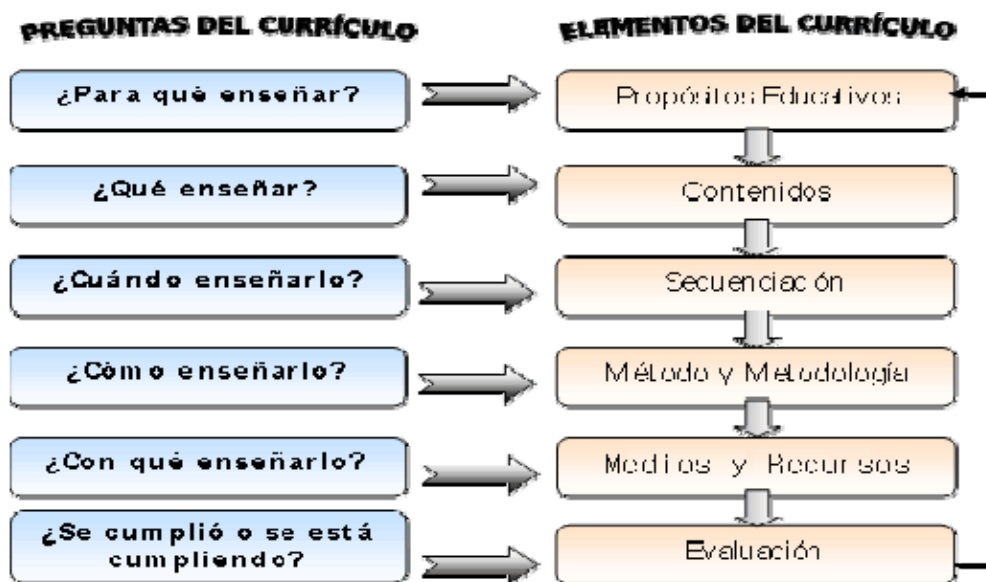 PREGUNTAS DEL CURRÍCULO
ELEMENTOS DEL CURRÍCULO
¿Para qué enseñar?
Propósitos Educativos
¿Qué enseñar?
Contenidos
¿Cuándo enseñarlo?
Secuenciación
¿Cómo enseñarlo?
Método y Metodología
¿Con qué enseñarlo?
Medios y Recursos
¿Se cumplió o se está
cumpliendo?
Evaluación